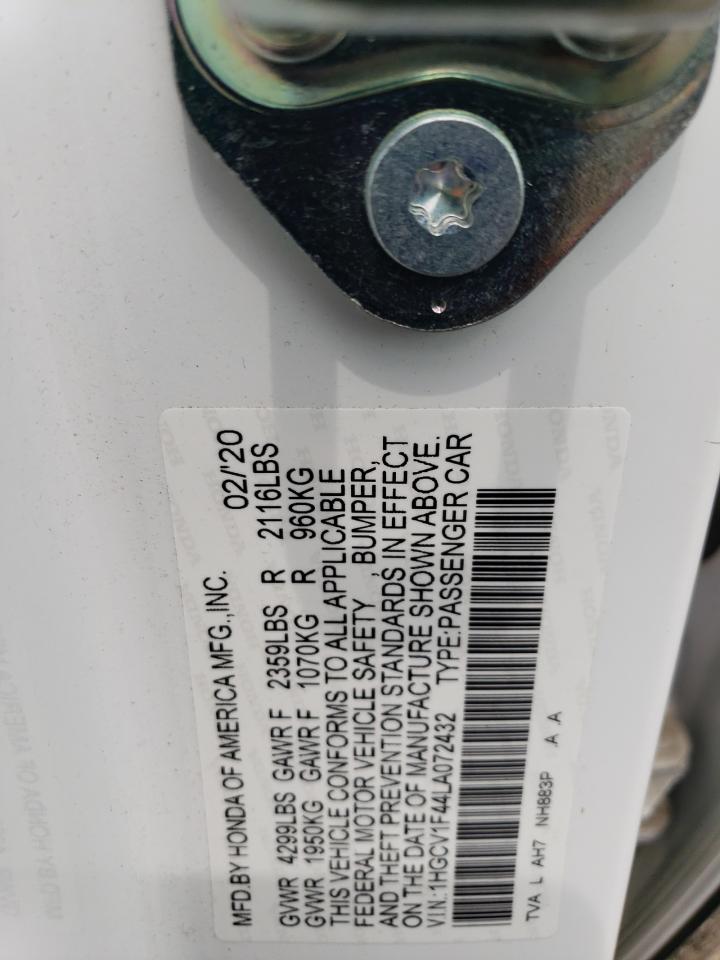 MFD.BY HONDA OF AMERICA MFG.,INC. 02/'20
GVWR 4299LBS GAWR F 2359LBS R 2116LBS
GVWR 1950KG GAWR F 1070KG R 960KG
THIS VEHICLE CONFORMS TO ALL APPLICABLE
FEDERAL MOTOR VEHICLE SAFETY , BUMPER,
AND THEFT PREVENTION STANDARDS IN EFFECT
ON THE DATE OF MANUFACTURE SHOWN ABOVE.
V.I.N.:1HGCV1F44LA072432 TYPE:PASSENGER CAR
TVA L AH7 NH883P .A .A